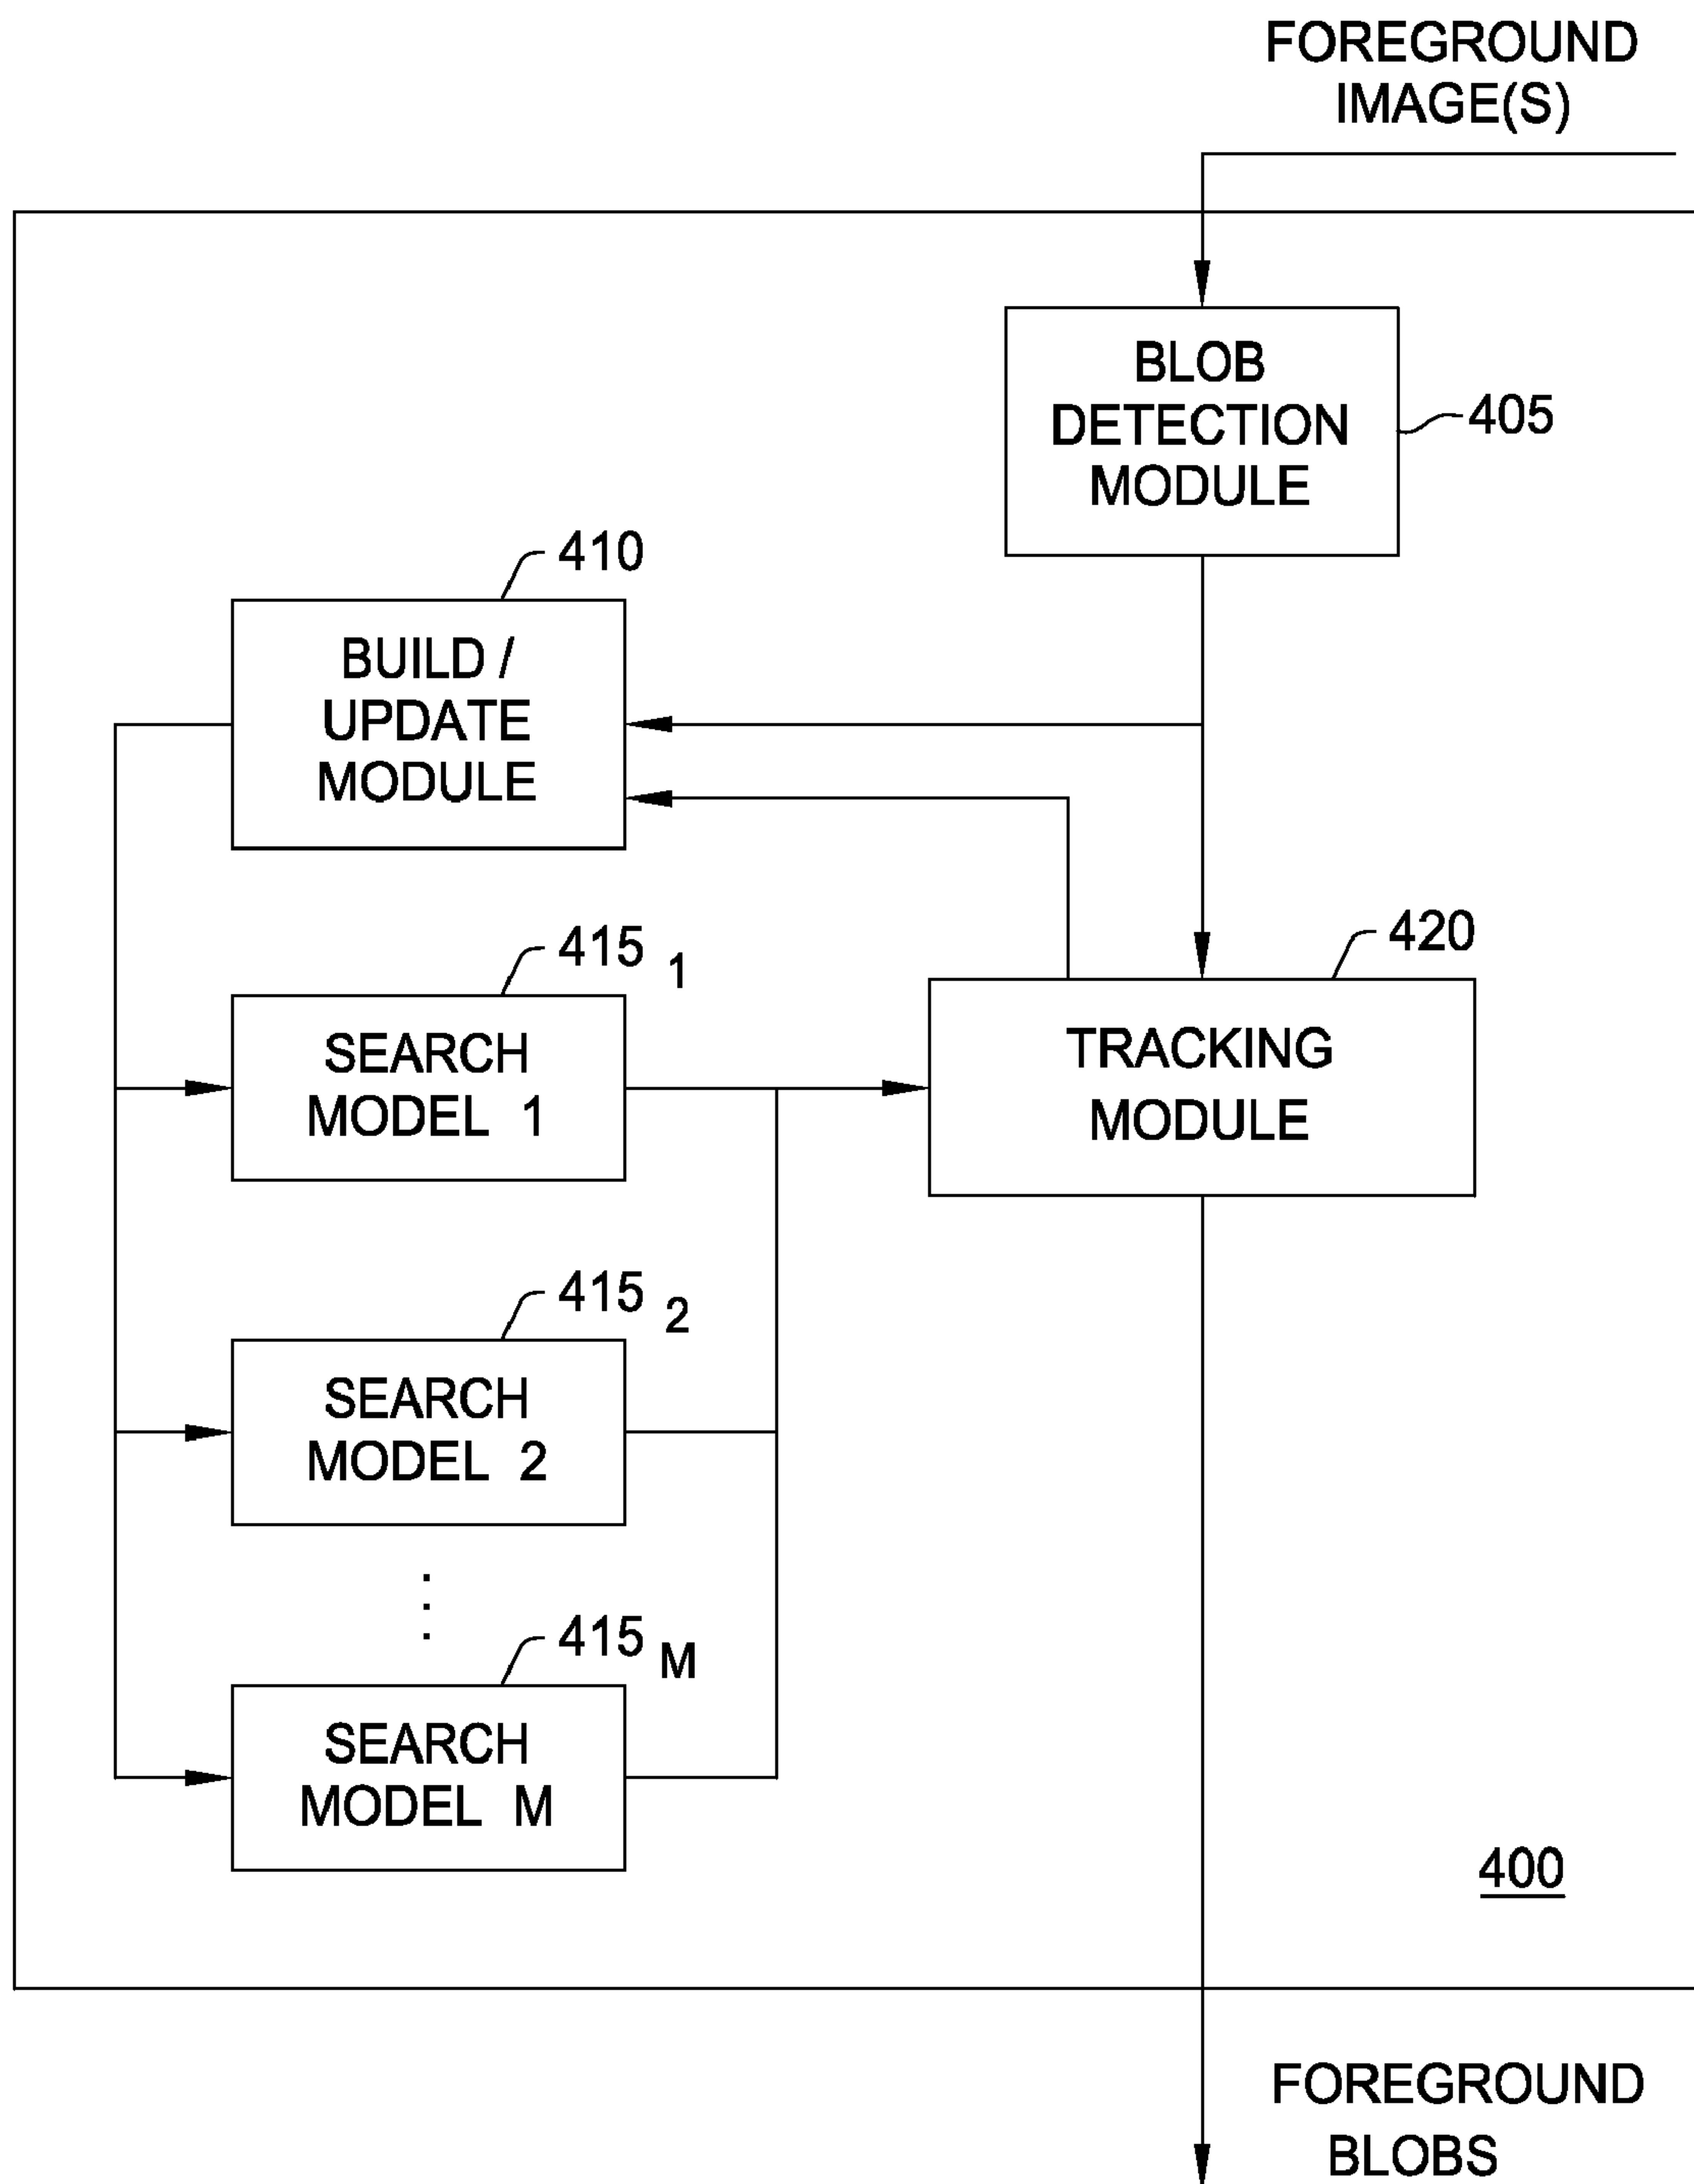 FOREGROUND
IMAGE(S)
BLOB
DETECTION
MODULE
405
410
BUILD /
UPDATE
MODULE
415 1
SEARCH
MODEL 1
420
TRACKING
MODULE
415 2
SEARCH
MODEL 2
415 M
SEARCH
MODEL M
400
FOREGROUND
BLOBS